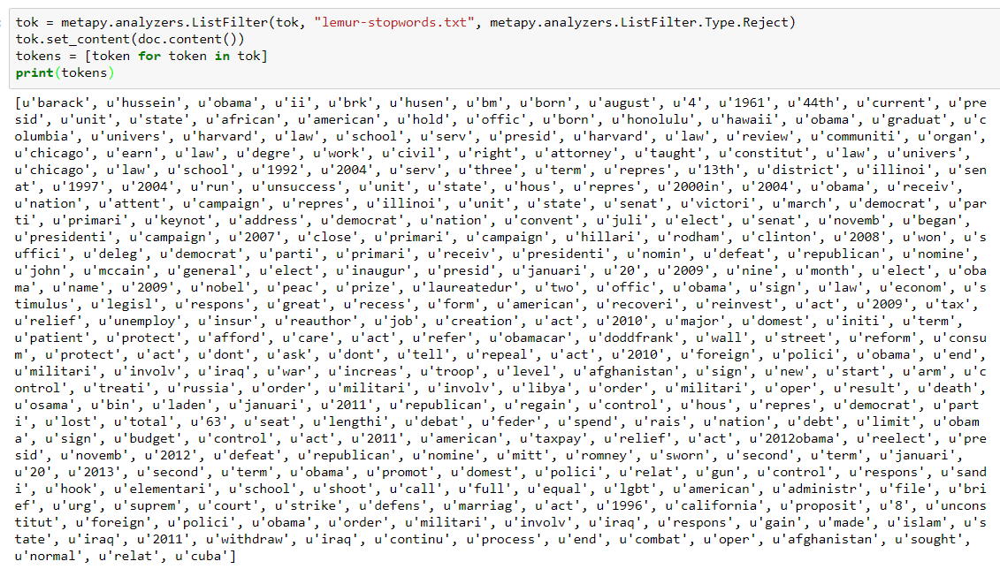 tok = metapy.analyzers.ListFilter(tok, "lemur-stopwords.txt", metapy.analyzers.ListFilter.Type.Reject)
tok.set_content(doc.content())
tokens = [token for token in tok]
print(tokens)
[u'barack', u'hussein', u'obama', u'ii', u'brk', u'husen', u'bm', u'born', u'august', u'4', u'1961', u'44th', u'current', u'pre
sid', u'unit', u'state', u'african', u'american', u'hold', u'offic', u'born', u'honolulu', u'hawaii', u'obama', u'graduat', u'c
olumbia', u'univers', u'harvard', u'law', u'school', u'serv', u'presid', u'harvard', u'law', u'review', u'communiti', u'organ',
u'chicago', u'earn', u'law', u'degre', u'work', u'civil', u'right', u'attorney', u'taught', u'constitut', u'law', u'univers',
u'chicago', u'law', u'school', u'1992', u'2004', u'serv', u'three', u'term', u'repres', u'13th', u'district', u'illinoi', u'sen
at', u'1997', u'2004', u'run', u'unsuccess', u'unit', u'state', u'hous', u'repres', u'2000in', u'2004', u'obama', u'receiv',
u'nation', u'attent', u'campaign', u'repres', u'illinoi', u'unit', u'state', u'senat', u'victori', u'march', u'democrat', u'par
ti', u'primari', u'keynot', u'address', u'democrat', u'nation', u'convent', u'juli', u'elect', u'senat', u'novemb', u'began',
u'presidenti', u'campaign', u'2007', u'close', u'primari', u'campaign', u'hillari', u'rodham', u'clinton', u'2008', u'won', u's
uffici', u'deleg', u'democrat', u'parti', u'primari', u'receiv', u'presidenti', u'nomin', u'defeat', u'republican', u'nomine',
u'john', u'mccain', u'general', u'elect', u'inaugur', u'presid', u'januari', u'20', u'2009', u'nine', u'month', u'elect', u'oba
ma', u'name', u'2009', u'nobel', u'peac', u'prize', u'laureatedur', u'two', u'offic', u'obama', u'sign', u'law', u'econom', u's
timulus', u'legisl', u'respons', u'great', u'recess', u'form', u'american', u'recoveri', u'reinvest', u'act', u'2009', u'tax',
u'relief', u'unemploy', u'insur', u'reauthor', u'job', u'creation', u'act', u'2010', u'major', u'domest', u'initi', u'term',
u'patient', u'protect', u'afford', u'care', u'act', u'refer', u'obamacar', u'doddfrank', u'wall', u'street', u'reform', u'consu
m', u'protect', u'act', u'dont', u'ask', u'dont', u'tell', u'repeal', u'act', u'2010', u'foreign', u'polici', u'obama', u'end',
u'militari', u'involv', u'iraq', u'war', u'increas', u'troop', u'level', u'afghanistan', u'sign', u'new', u'start', u'arm', u'c
ontrol', u'treati', u'russia', u'order', u'militari', u'involv', u'libya', u'order', u'militari', u'oper', u'result', u'death',
u'osama', u'bin', u'laden', u'januari', u'2011', u'republican', u'regain', u'control', u'hous', u'repres', u'democrat', u'part
i', u'lost', u'total', u'63', u'seat', u'lengthi', u'debat', u'feder', u'spend', u'rais', u'nation', u'debt', u'limit', u'obam
a', u'sign', u'budget', u'control', u'act', u'2011', u'american', u'taxpay', u'relief', u'act', u'2012obama', u'reelect', u'pre
sid', u'novemb', u'2012', u'defeat', u'republican', u'nomine', u'mitt', u'romney', u'sworn', u'second', u'term', u'januari',
u'20', u'2013', u'second', u'term', u'obama', u'promot', u'domest', u'polici', u'relat', u'gun', u'control', u'respons', u'sand
i', u'hook', u'elementari', u'school', u'shoot', u'call', u'full', u'equal', u'lgbt', u'american', u'administr', u'file', u'bri
ef', u'urg', u'suprem', u'court', u'strike', u'defens', u'marriag', u'act', u'1996', u'california', u'proposit', u'8', u'uncons
titut', u'foreign', u'polici', u'obama', u'order', u'militari', u'involv', u'iraq', u'respons', u'gain', u'made', u'islam', u's
tate', u'iraq', u'2011', u'withdraw', u'iraq', u'continu', u'process', u'end', u'combat', u'oper', u'afghanistan', u'sought',
u'normal', u'relat', u'cuba']